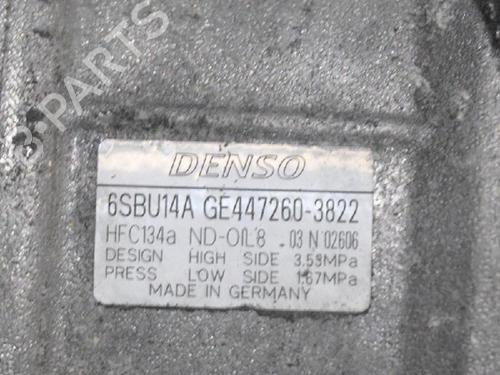 B-PARTS
DENSO
6SBU14A GE447260-3822
HFC134a ND-OIL8 03 N 02606
DESIGN HIGH SIDE 3.53MPa
PRESS LOW SIDE 1.67MPa
MADE IN GERMANY